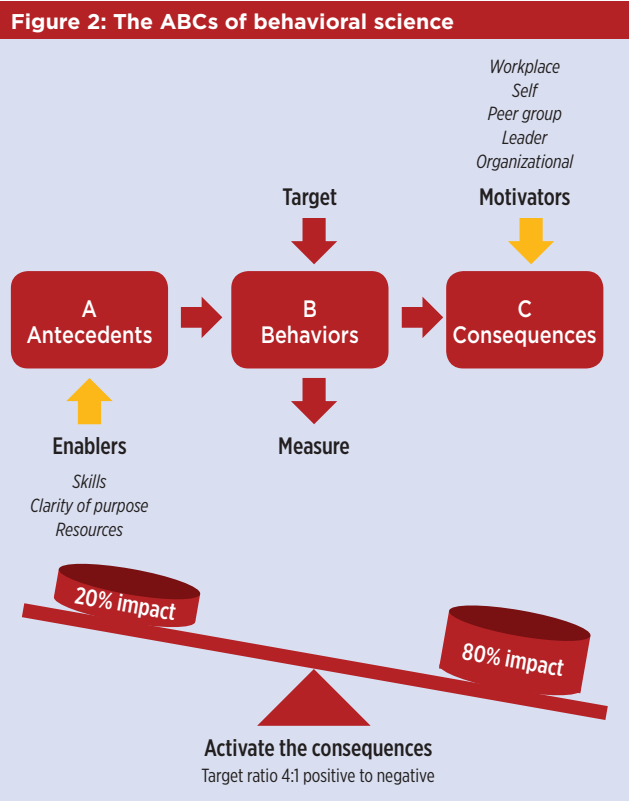 Figure 2: The ABCs of behavioral science
Workplace
Self
Peer group
Leader
Organizational
Target
Motivators
A
Antecedents
B
Behaviors
C
Consequences
Enablers
Measure
Skills
Clarity of purpose
Resources
20% impact
80% impact
Activate the consequences
Target ratio 4:1 positive to negative